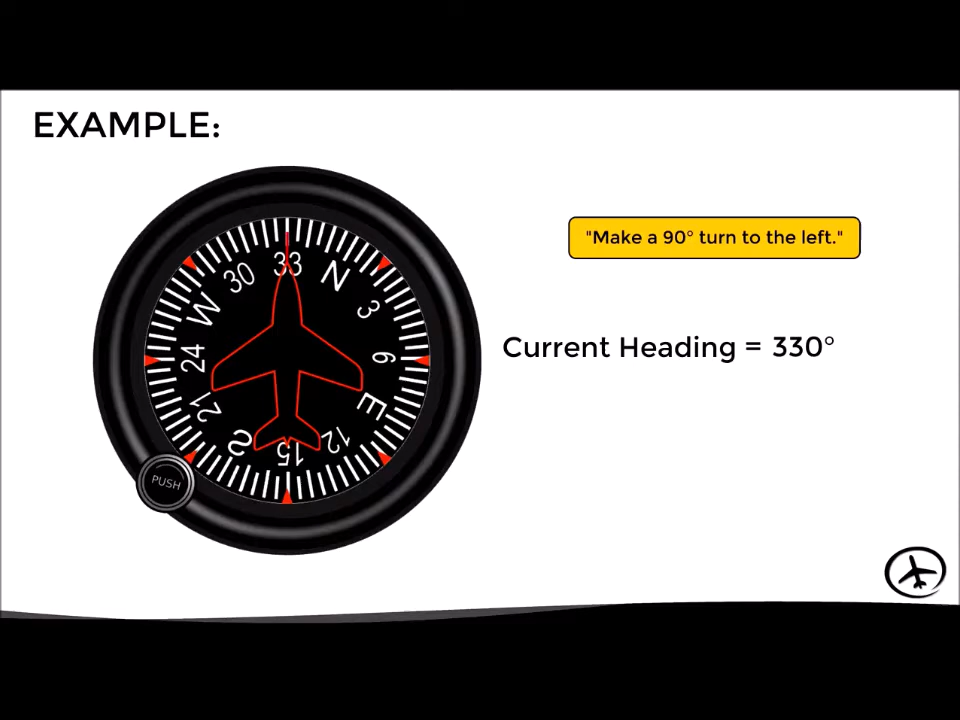 EXAMPLE:
"Make a 90° turn to the left."
33
30
N
W
3
24
6
21
E
S
12
15
PUSH
Current Heading = 330°